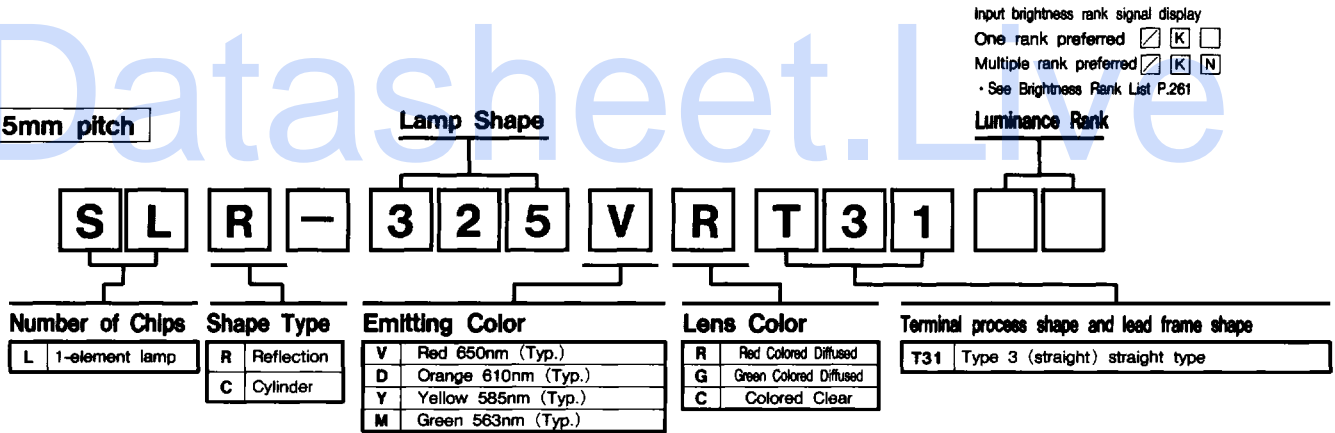 Input brightness rank signal display
One rank preferred / K
Multiple rank preferred / K N
・See Brightness Rank List P.261
Datasheet.Live
5mm pitch
Lamp Shape
Luminance Rank
S L R − 3 2 5 V R T 3 1
Number of Chips
L 1-element lamp
Shape Type
R Reflection
C Cylinder
Emitting Color
V Red 650nm (Typ.)
D Orange 610nm (Typ.)
Y Yellow 585nm (Typ.)
M Green 563nm (Typ.)
Lens Color
R Red Colored Diffused
G Green Colored Diffused
C Colored Clear
Terminal process shape and lead frame shape
T31 Type 3 (straight) straight type